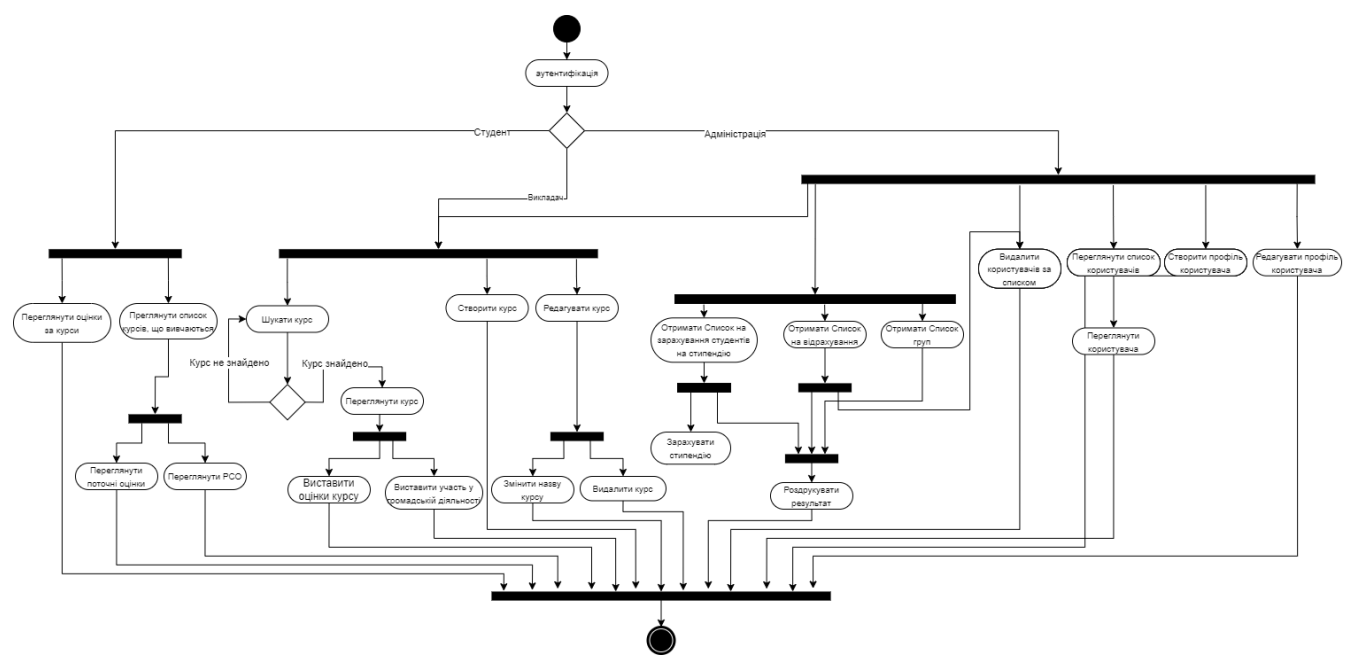 аутентифікація
Студент
Адміністрація
Викладач
Переглянути оцінки
за курси
Преглянути список
курсів, що вивчаються
Шукати курс
Створити курс
Редагувати курс
Видалити
користувачів за
списком
Переглянути список
користувачів
Створити профіль
користувача
Редагувати профіль
користувача
Отримати Список на
зарахування студентів
на стипендію
Отримати Список
на відрахування
Отримати Список
груп
Переглянути
користувача
Курс не знайдено
Курс знайдено
Переглянути курс
Зарахувати
стипендію
Переглянути
поточні оцінки
Переглянути РСО
Виставити
оцінки курсу
Виставити участь у
громадській діяльності
Змінити назву
курсу
Видалити курс
Роздрукувати
результат